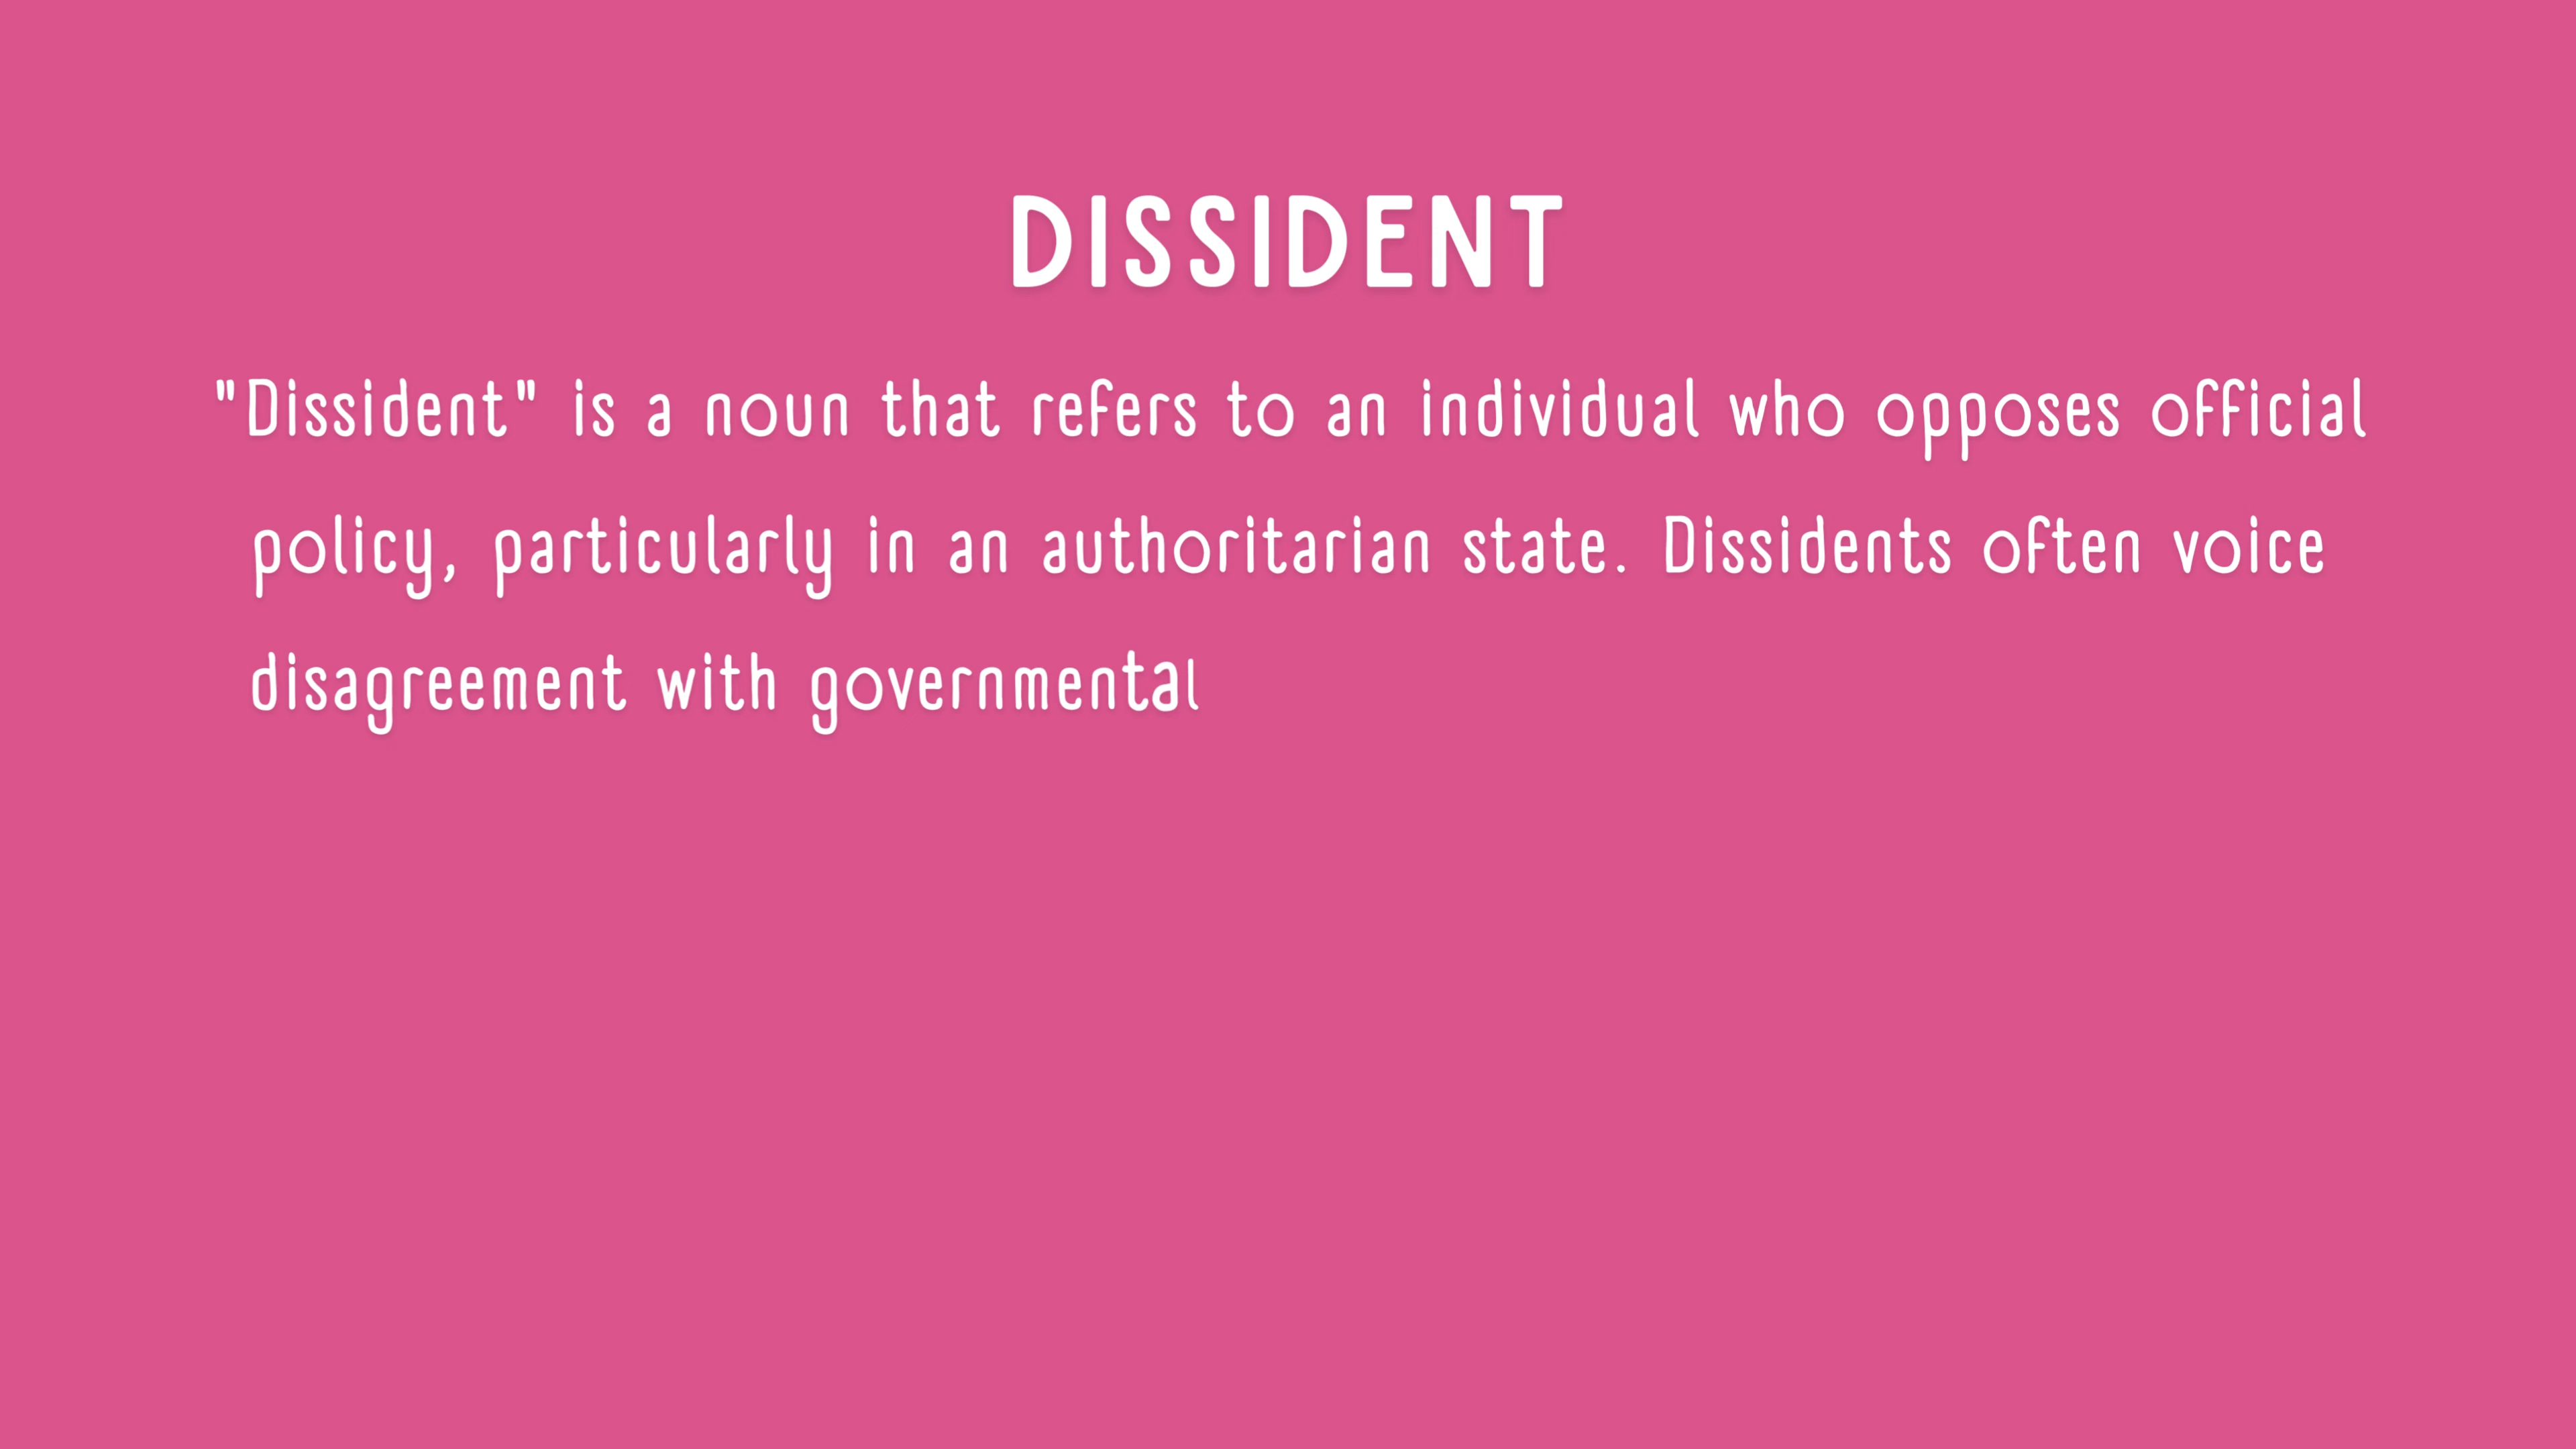 DISSIDENT
"Dissident" is a noun that refers to an individual who opposes official
policy, particularly in an authoritarian state. Dissidents often voice
disagreement with governmental